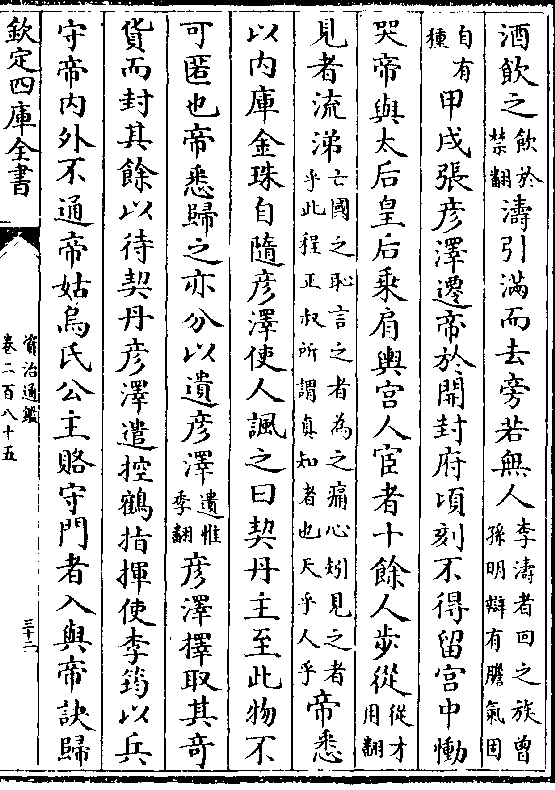 酒飲之飲於禁翻濤引滿而去旁若無人李濤者回之族曾孫明辯有膽氣固
自有種甲戌張彦澤遷帝於開封府頃刻不得留宫中慟
哭帝與太后皇后乘肩輿宫人宦者十餘人步從從才用翻
見者流涕亡國之恥言之者為之痛心矧見之者乎此程正叔所謂真知者也天乎人乎帝悉
以内庫金珠自隨彦澤使人諷之曰契丹主至此物不
可匿也帝悉歸之亦分以遺彦澤遺惟季翻彦澤擇取其奇
貨而封其餘以待契丹彦澤遣控鶴指揮使李筠以兵
守帝内外不通帝姑烏氏公主賂守門者入與帝訣歸
欽定四庫全書
資治通鑑
卷二百八十五
三十二